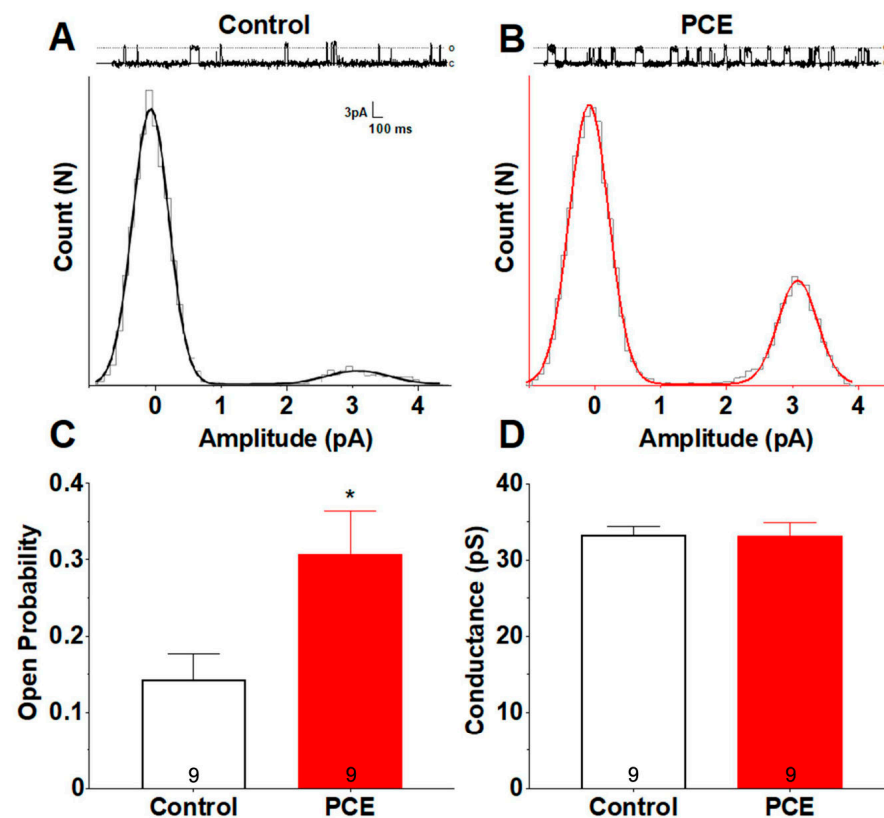 A
Control
o
c
3pA
100 ms
Count (N)
0
1
2
3
4
Amplitude (pA)
B
PCE
o
c
Count (N)
0
1
2
3
4
Amplitude (pA)
C
Open Probability
0.4
0.3
0.2
0.1
0
*
9
9
Control
PCE
D
Conductance (pS)
40
30
20
10
0
9
9
Control
PCE